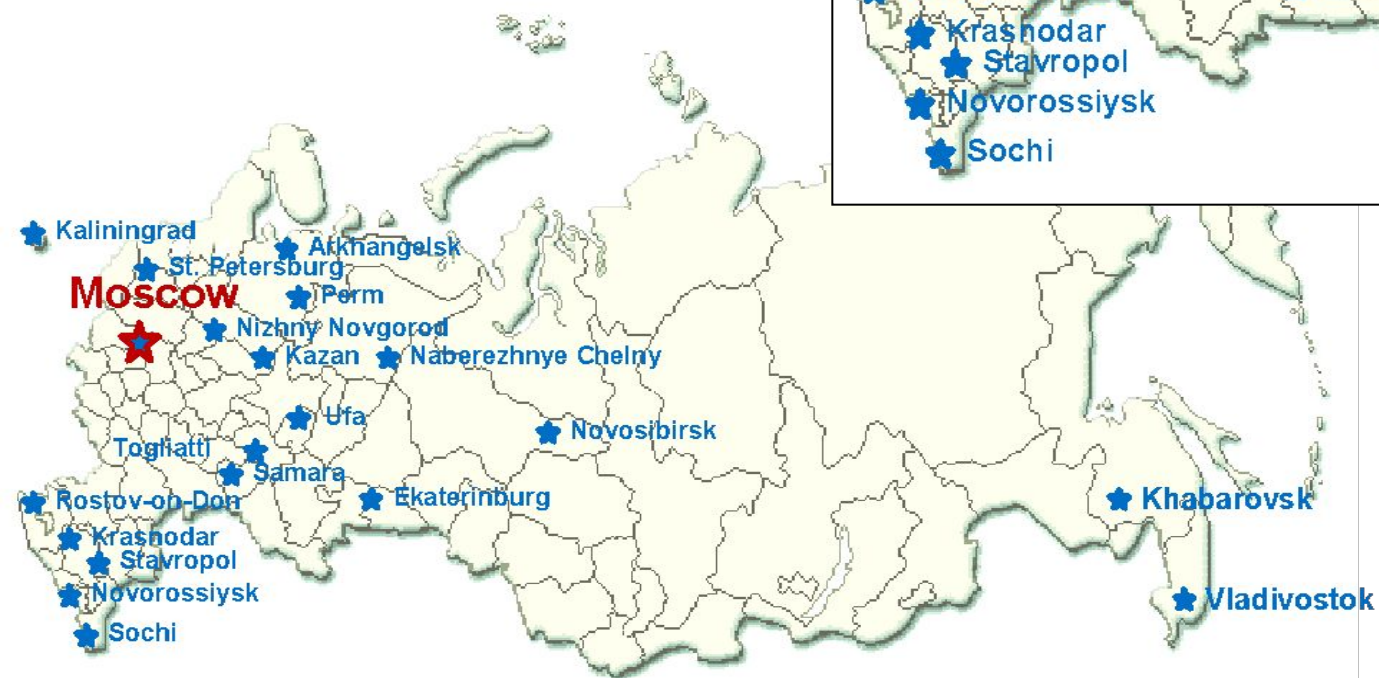 Krasnodar
Stavropol
Novorossiysk
Sochi
Kaliningrad
Arkhangelsk
St. Petersburg
Moscow
Perm
Nizhny Novgorod
Kazan
Naberezhnye Chelny
Ufa
Novosibirsk
Togliatti
Samara
Rostov-on-Don
Ekaterinburg
Khabarovsk
Krasnodar
Stavropol
Novorossiysk
Vladivostok
Sochi